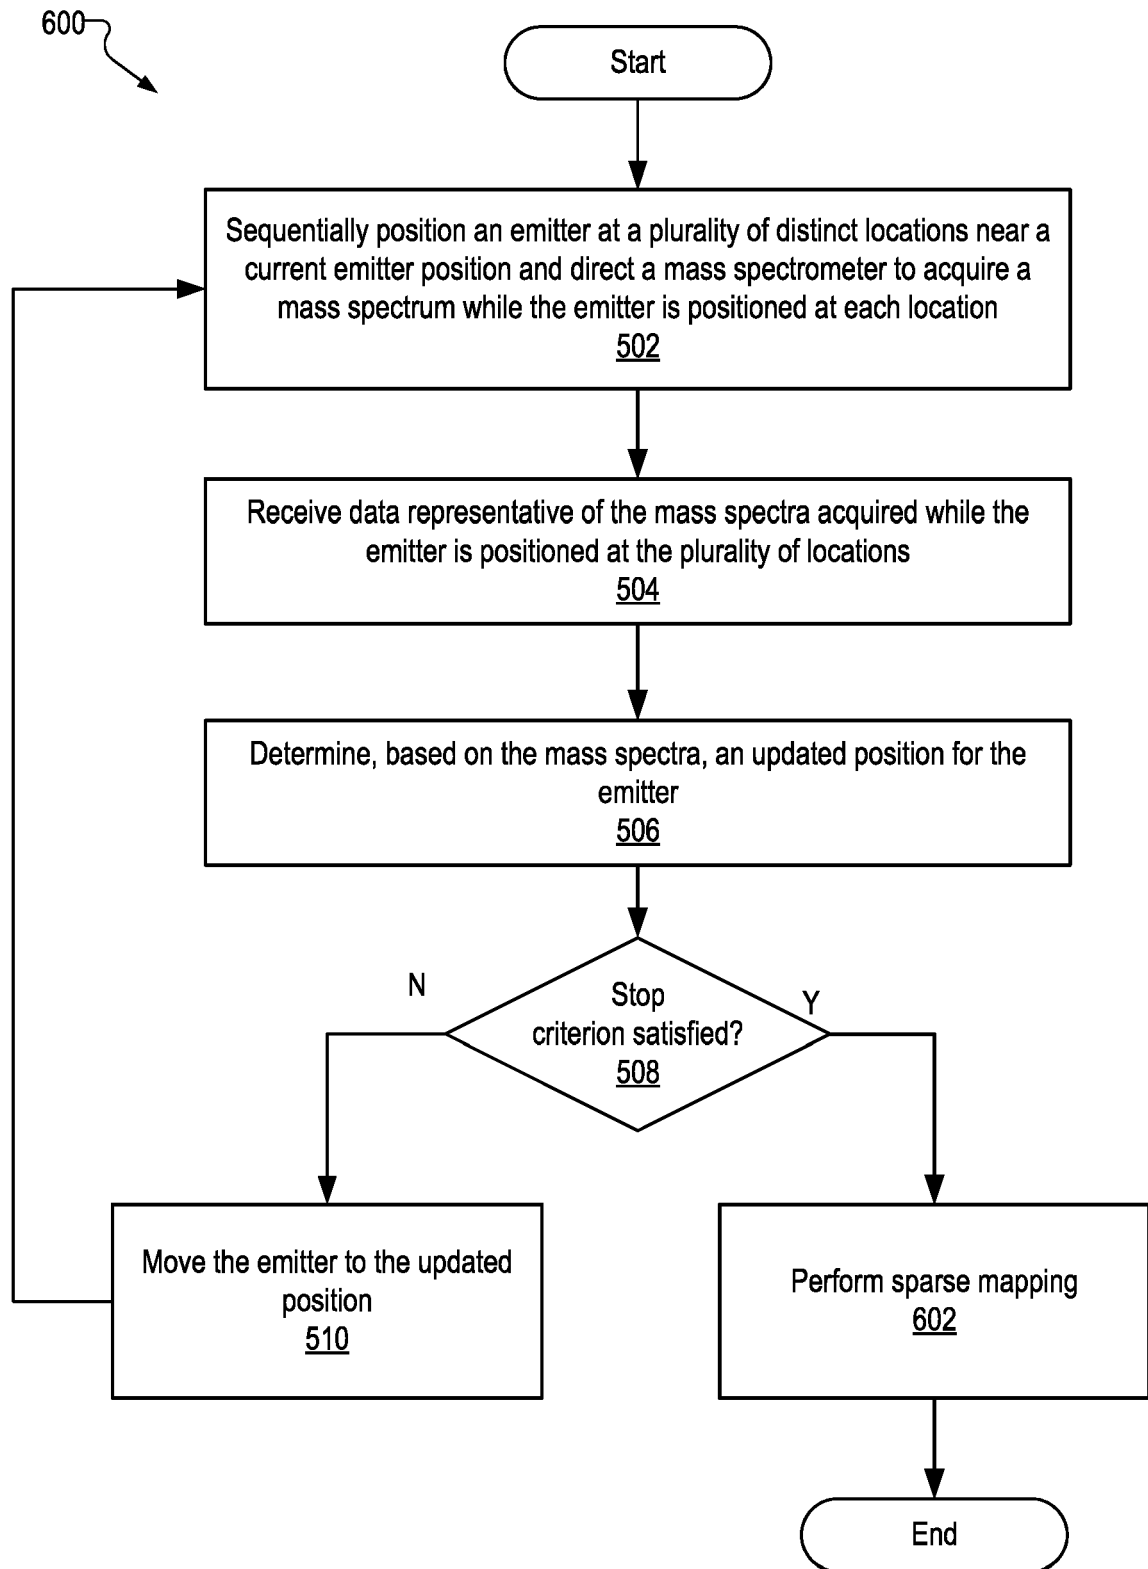 600
Start
Sequentially position an emitter at a plurality of distinct locations near a
current emitter position and direct a mass spectrometer to acquire a
mass spectrum while the emitter is positioned at each location
502
Receive data representative of the mass spectra acquired while the
emitter is positioned at the plurality of locations
504
Determine, based on the mass spectra, an updated position for the
emitter
506
Stop
criterion satisfied?
508
N
Y
Move the emitter to the updated
position
510
Perform sparse mapping
602
End